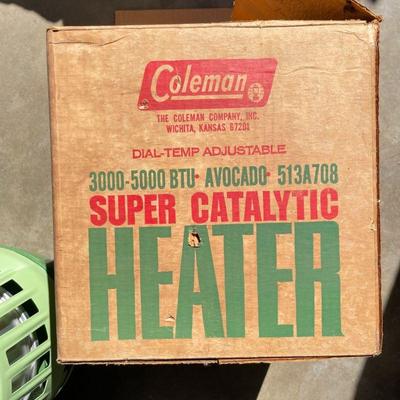 Coleman
THE COLEMAN COMPANY, INC.
WICHITA, KANSAS 67201
DIAL-TEMP ADJUSTABLE
3000-5000 BTU • AVOCADO • 513A708
SUPER CATALYTIC
HEATER